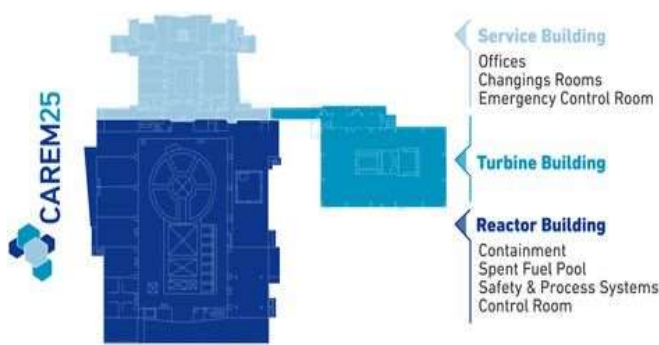 CAREM25
Service Building
Offices
Changings Rooms
Emergency Control Room
Turbine Building
Reactor Building
Containment
Spent Fuel Pool
Safety & Process Systems
Control Room